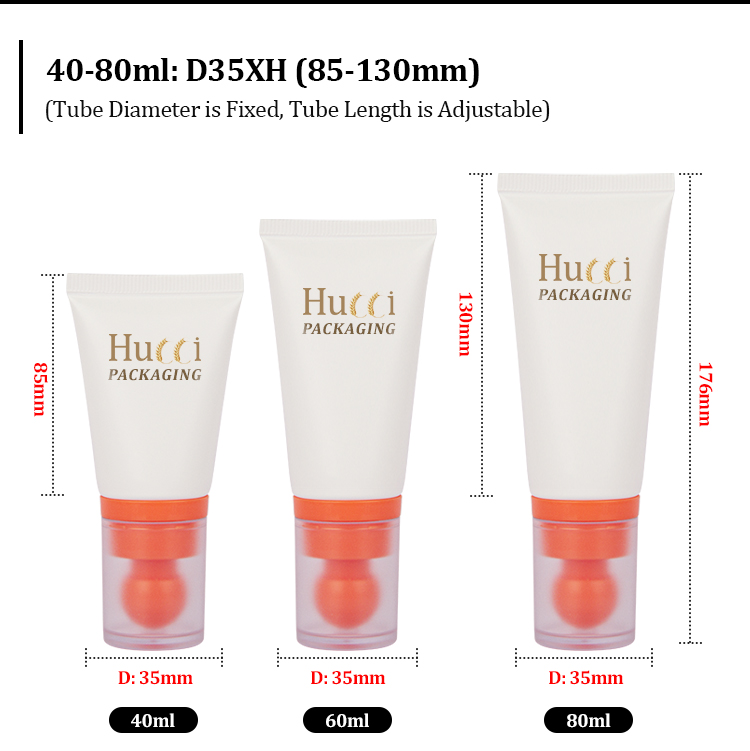 40-80ml: D35XH (85-130mm)
(Tube Diameter is Fixed, Tube Length is Adjustable)
Hucci
PACKAGING
85mm
Hucci
PACKAGING
130mm
Hucci
PACKAGING
176mm
D: 35mm
D: 35mm
D: 35mm
40ml
60ml
80ml